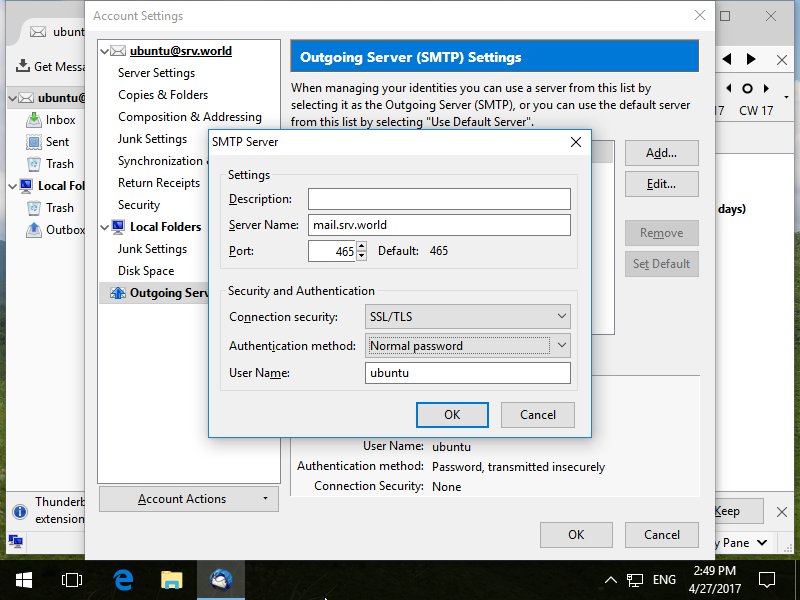 Account Settings
ubuntu
Get Messa
ubuntu@
Inbox
Sent
Trash
Local Fol
Trash
Outbox
ubuntu@srv.world
Server Settings
Copies & Folders
Composition & Addressing
Junk Settings
Synchronization
Return Receipts
Security
Local Folders
Junk Settings
Disk Space
Outgoing Serv
Account Actions
Outgoing Server (SMTP) Settings
When managing your identities you can use a server from this list by
selecting it as the Outgoing Server (SMTP), or you can use the default server
from this list by selecting "Use Default Server".
Add...
Edit...
Remove
Set Default
SMTP Server
Settings
Description:
Server Name: mail.srv.world
Port: 465 Default: 465
Security and Authentication
Connection security: SSL/TLS
Authentication method: Normal password
User Name: ubuntu
OK Cancel
User Name: ubuntu
Authentication method: Password, transmitted insecurely
Connection Security: None
OK Cancel
17 CW 17
days)
Thunderb
extension
Keep
y Pane
ENG
2:49 PM
4/27/2017